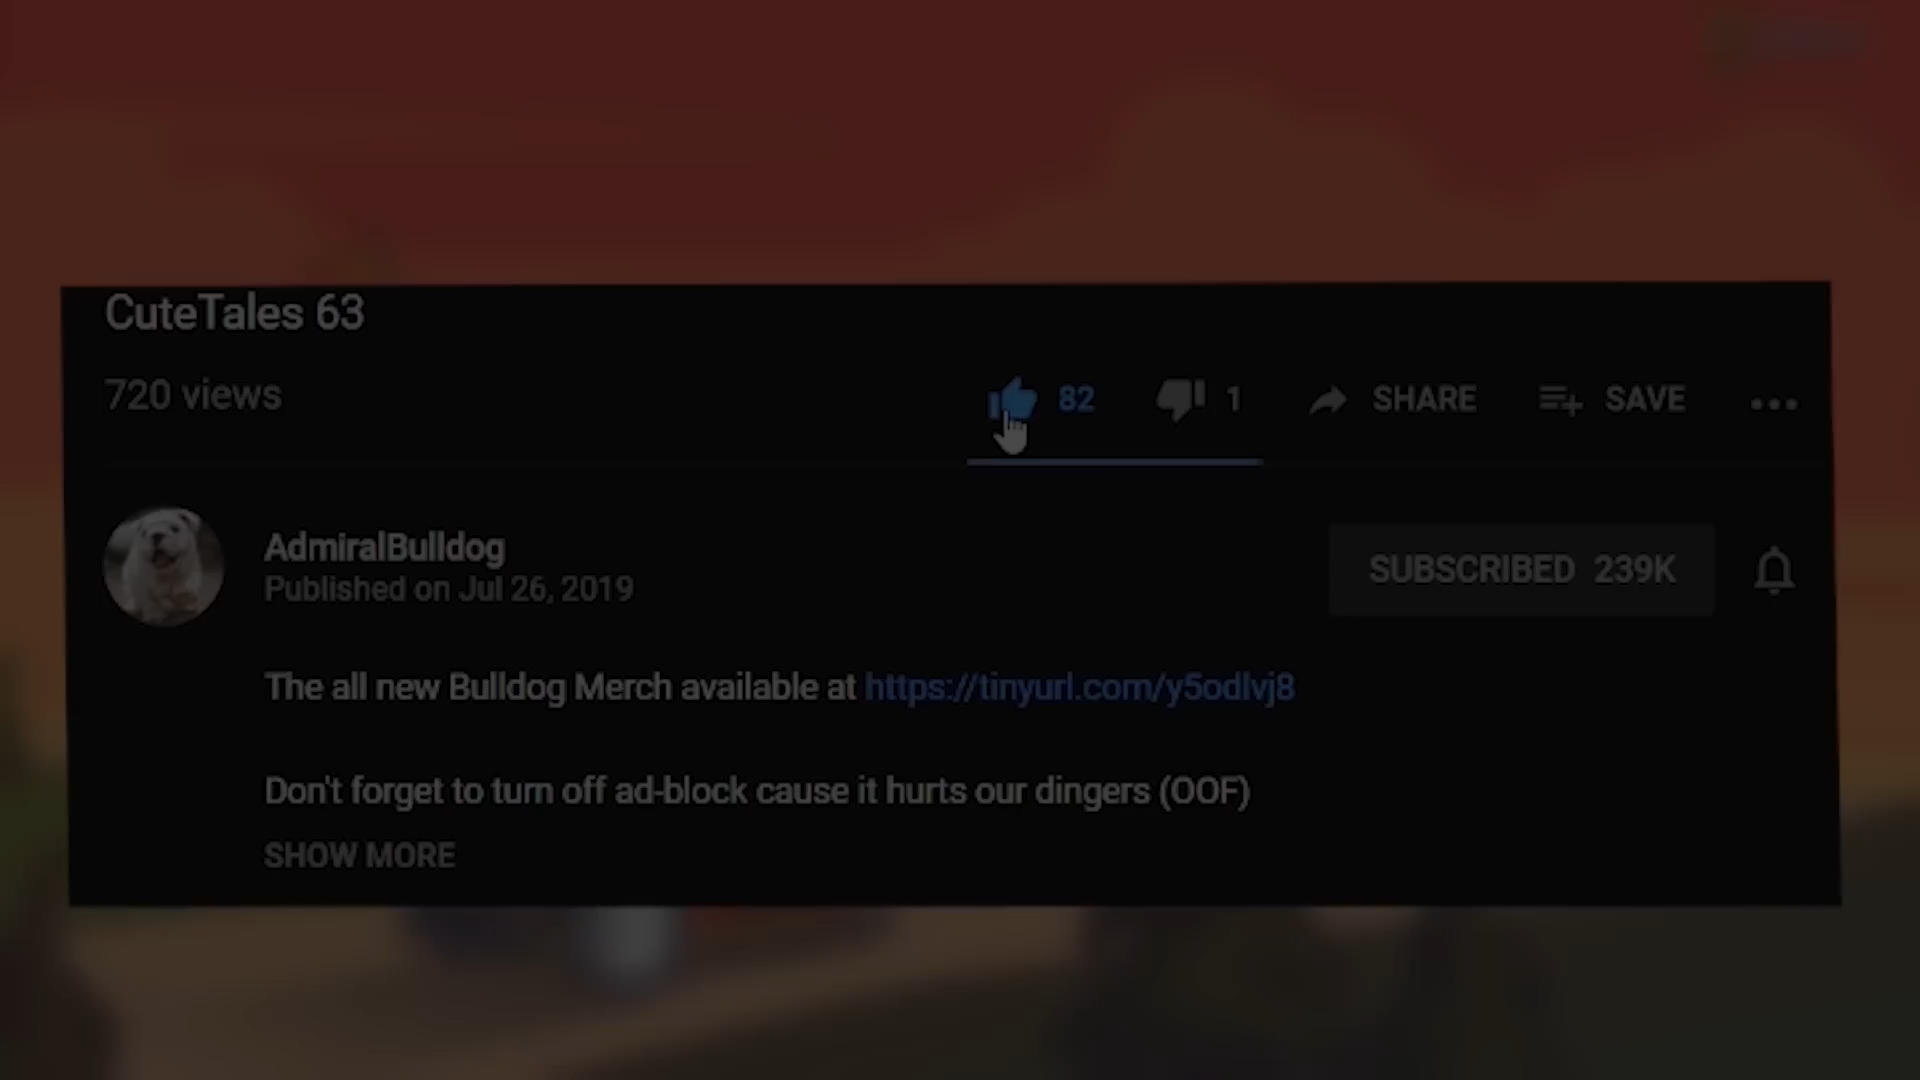 CuteTales 63
720 views
82 1 SHARE SAVE
AdmiralBulldog
Published on Jul 26, 2019
SUBSCRIBED 239K
The all new Bulldog Merch available at https://tinyurl.com/y5odlvj8
Don't forget to turn off ad-block cause it hurts our dingers (OOF)
SHOW MORE